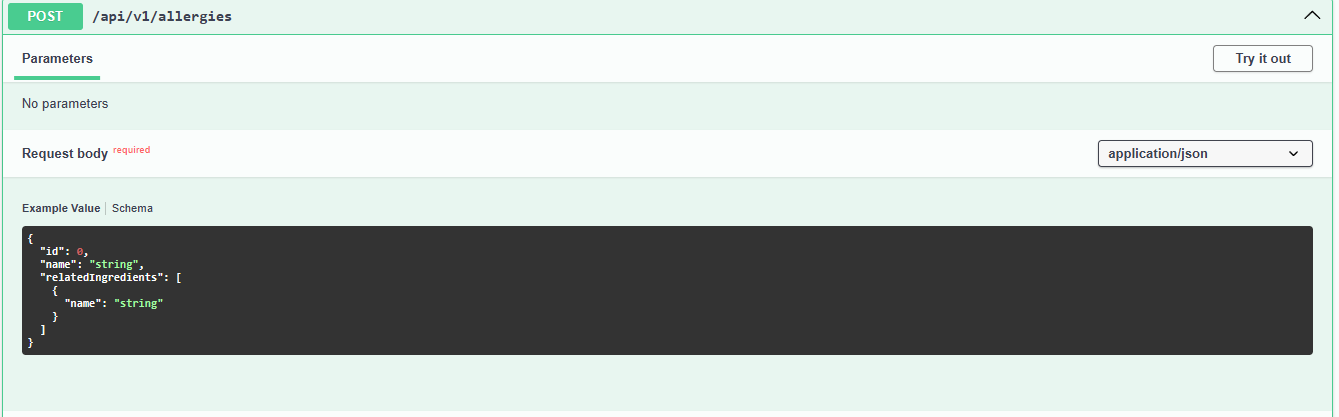 POST /api/v1/allergies
Parameters
Try it out
No parameters
Request body required
application/json
Example Value Schema
{
"id": 0,
"name": "string",
"relatedIngredients": [
{
"name": "string"
}
]
}